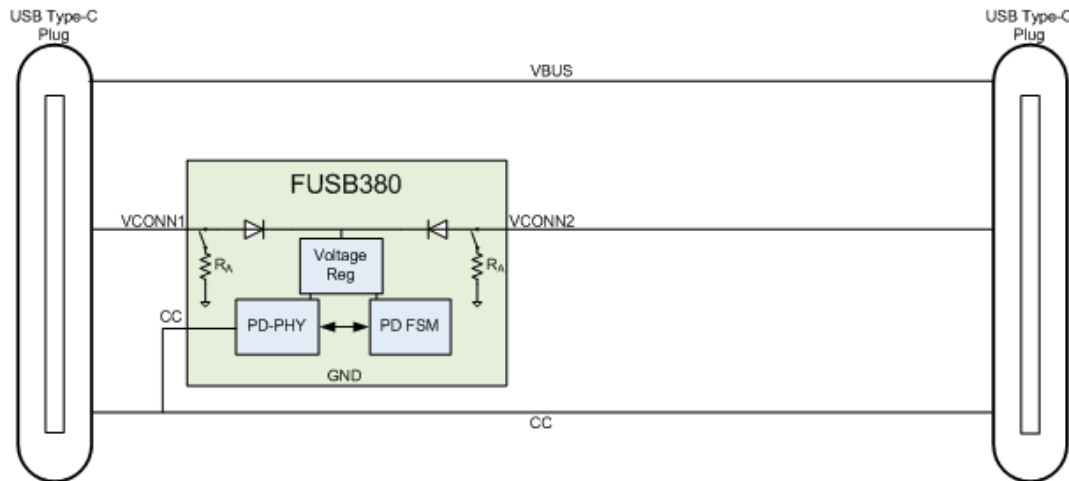 USB Type-C
Plug
USB Type-C
Plug
VBUS
FUSB380
VCONN1
VCONN2
Voltage
Reg
RA
RA
CC
PD-PHY
PD FSM
GND
CC